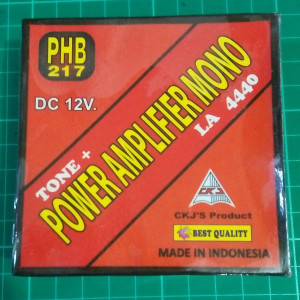 PHB
217
DC 12V.
TONE +
POWER AMPLIFIER MONO
LA 4440
CKJ'S Product
BEST QUALITY
MADE IN INDONESIA